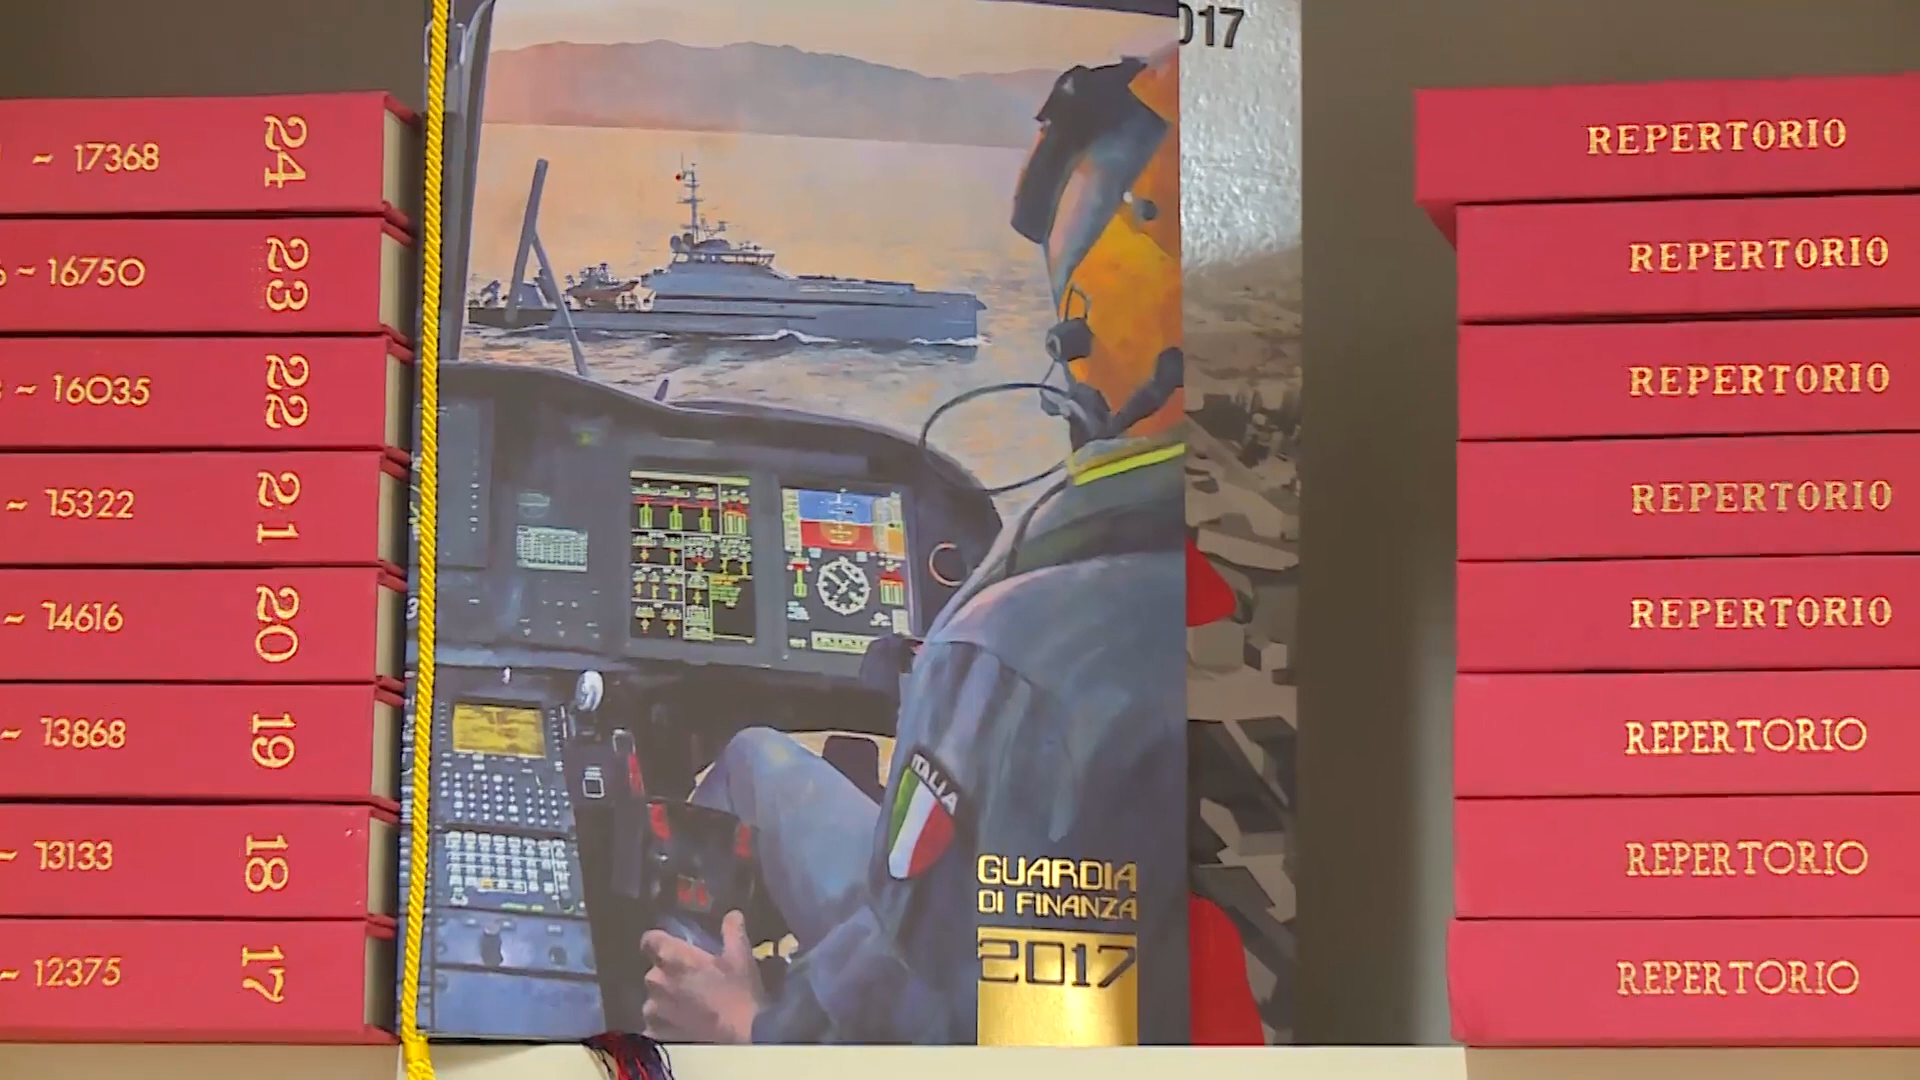 ~ 17368 24
~ 16750 23
~ 16035 22
~ 15322 21
~ 14616 20
~ 13868 19
~ 13133 18
~ 12375 17
ITALIA
GUARDIA
DI FINANZA
2017
017
REPERTORIO
REPERTORIO
REPERTORIO
REPERTORIO
REPERTORIO
REPERTORIO
REPERTORIO
REPERTORIO